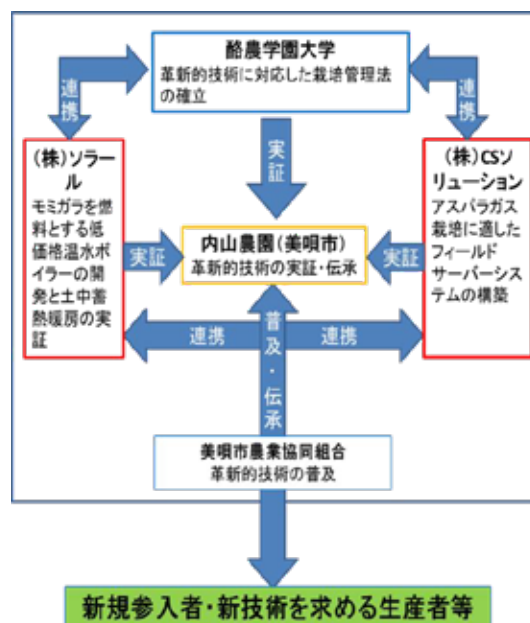 酪農学園大学
革新的技術に対応した栽培管理法
の確立
連携
連携
実証
(株)ソラー
ル
モミガラを燃
料とする低
価格温水ボ
イラーの開
発と土中蓄
熱暖房の実
証
(株)CSソ
リューション
アスパラガス
栽培に適した
フィールド
サーバーシス
テムの構築
実証
内山農園(美唄市)
革新的技術の実証・伝承
実証
連携
普及・伝承
連携
美唄市農業協同組合
革新的技術の普及
新規参入者・新技術を求める生産者等